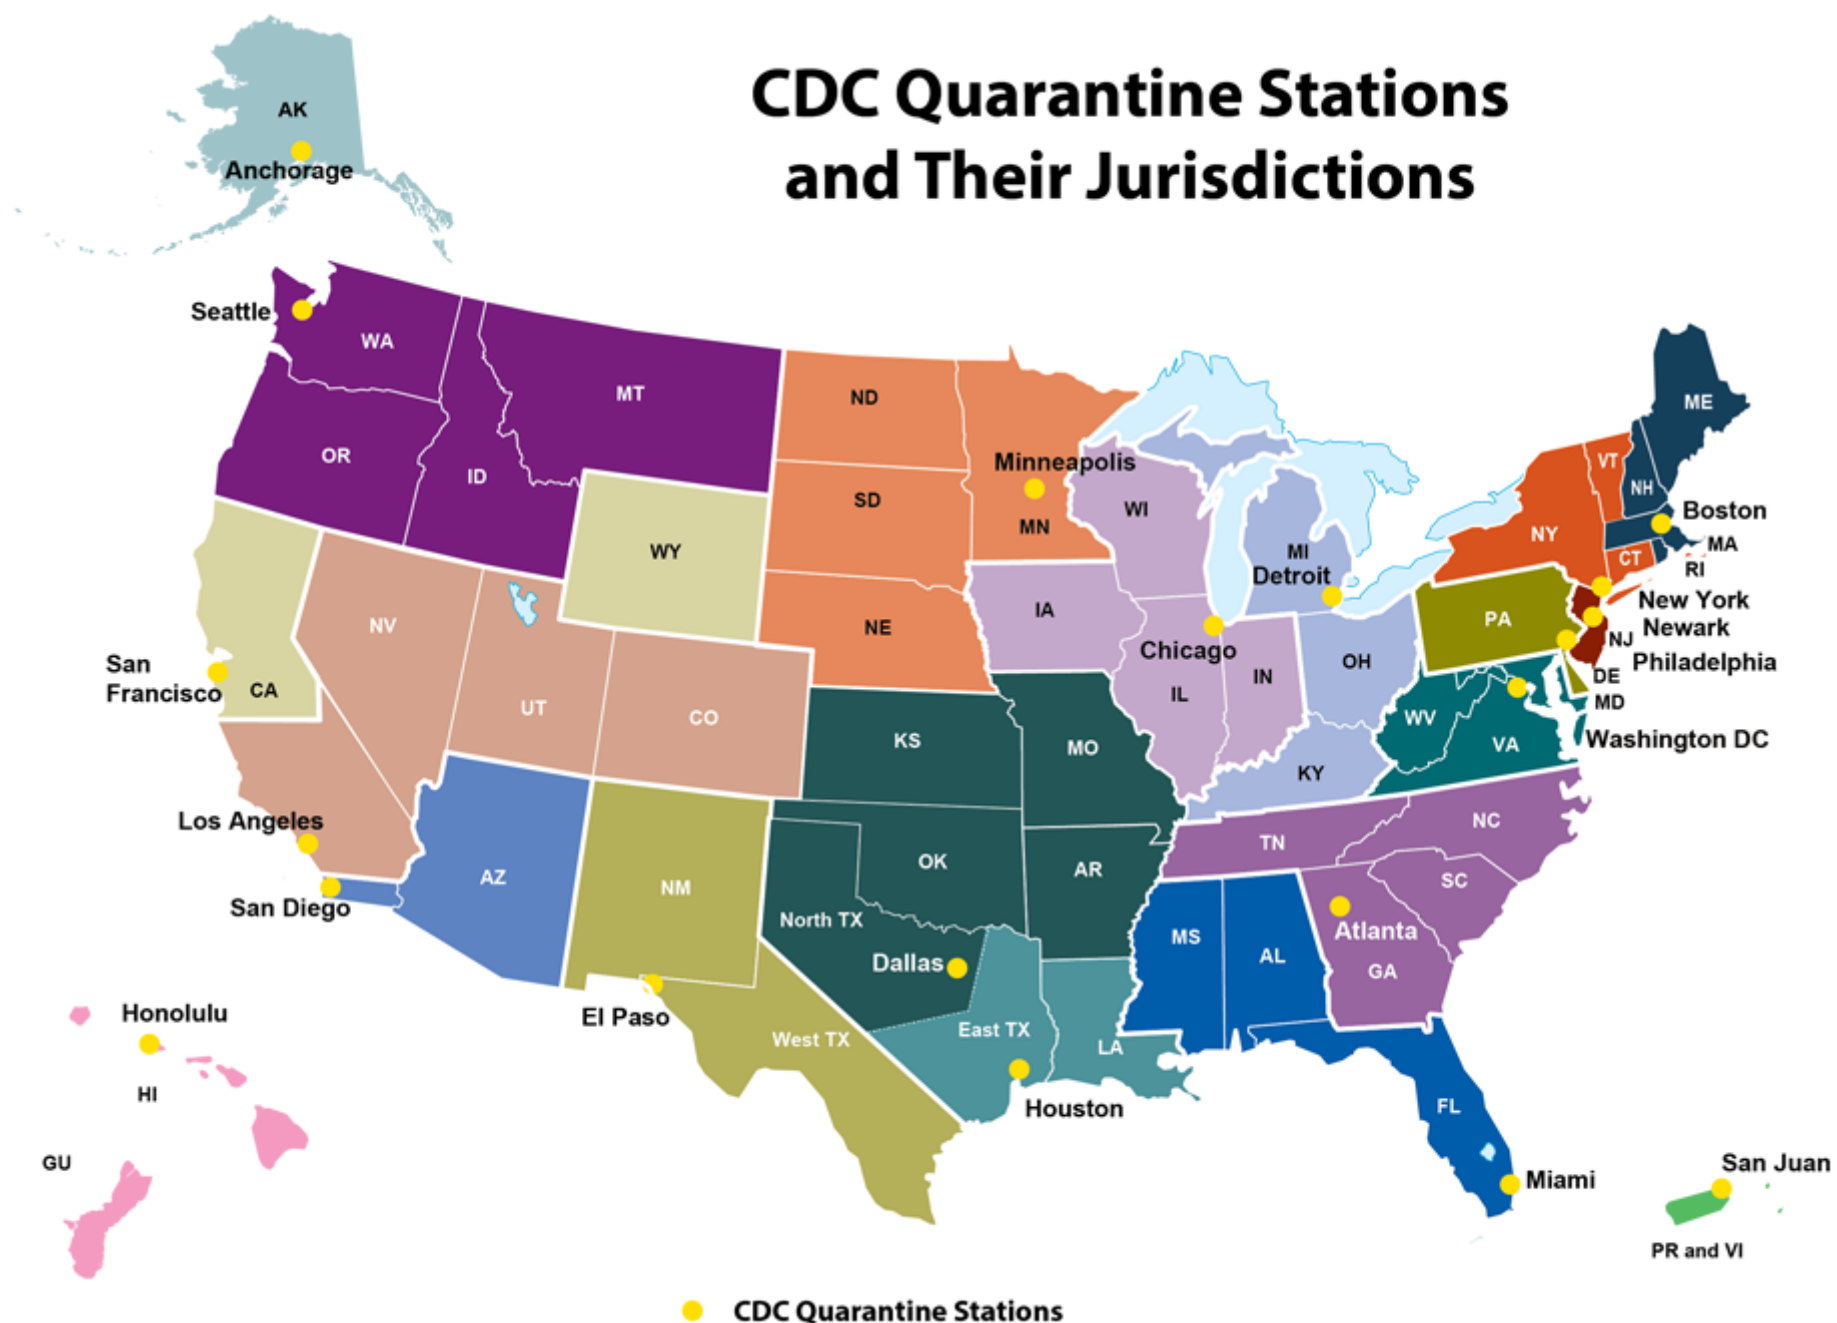 CDC Quarantine Stations
and Their Jurisdictions
AK
Anchorage
Seattle
WA
MT
OR
ID
ND
SD
Minneapolis
MN
WI
MI
Detroit
ME
VT
NH
NY
Boston
MA
CT
RI
WY
NE
IA
Chicago
IL
IN
OH
PA
New York
Newark
NJ
Philadelphia
DE
MD
Washington DC
WV
VA
KY
San
Francisco
CA
NV
UT
CO
KS
MO
Los Angeles
San Diego
AZ
NM
OK
AR
TN
NC
SC
North TX
Dallas
MS
AL
Atlanta
GA
El Paso
West TX
East TX
LA
Houston
FL
Miami
Honolulu
HI
GU
San Juan
PR and VI
CDC Quarantine Stations